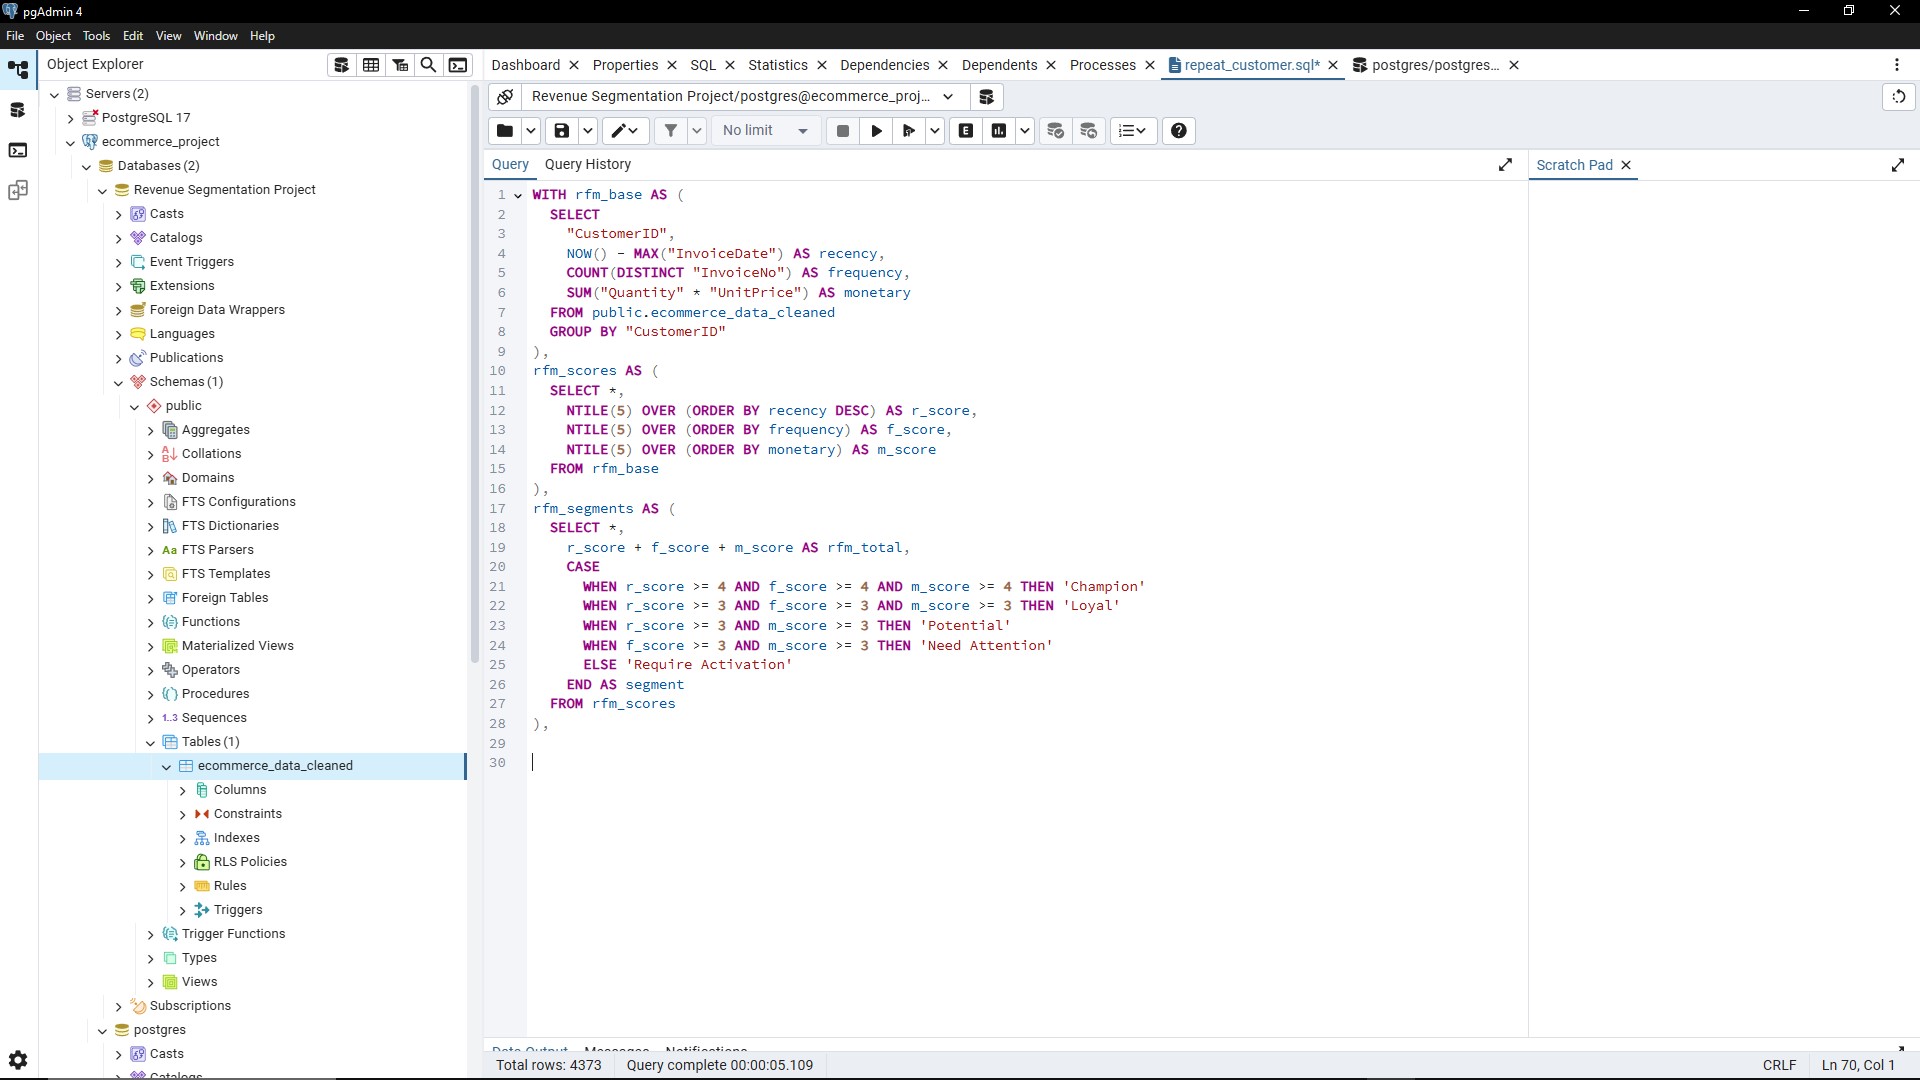 pgAdmin 4
File Object Tools Edit View Window Help
Object Explorer
Servers (2)
PostgreSQL 17
ecommerce_project
Databases (2)
Revenue Segmentation Project
Casts
Catalogs
Event Triggers
Extensions
Foreign Data Wrappers
Languages
Publications
Schemas (1)
public
Aggregates
Collations
Domains
FTS Configurations
FTS Dictionaries
Aa FTS Parsers
FTS Templates
Foreign Tables
Functions
Materialized Views
Operators
Procedures
1..3 Sequences
Tables (1)
ecommerce_data_cleaned
Columns
Constraints
Indexes
RLS Policies
Rules
Triggers
Trigger Functions
Types
Views
Subscriptions
postgres
Casts
Catalogs
Dashboard Properties SQL Statistics Dependencies Dependents Processes repeat_customer.sql* postgres/postgres...
Revenue Segmentation Project/postgres@ecommerce_proj...
No limit E
Query Query History
Scratch Pad
1 WITH rfm_base AS (
2 SELECT
3 "CustomerID",
4 NOW() - MAX("InvoiceDate") AS recency,
5 COUNT(DISTINCT "InvoiceNo") AS frequency,
6 SUM("Quantity" * "UnitPrice") AS monetary
7 FROM public.ecommerce_data_cleaned
8 GROUP BY "CustomerID"
9 ),
10 rfm_scores AS (
11 SELECT *,
12 NTILE(5) OVER (ORDER BY recency DESC) AS r_score,
13 NTILE(5) OVER (ORDER BY frequency) AS f_score,
14 NTILE(5) OVER (ORDER BY monetary) AS m_score
15 FROM rfm_base
16 ),
17 rfm_segments AS (
18 SELECT *,
19 r_score + f_score + m_score AS rfm_total,
20 CASE
21 WHEN r_score >= 4 AND f_score >= 4 AND m_score >= 4 THEN 'Champion'
22 WHEN r_score >= 3 AND f_score >= 3 AND m_score >= 3 THEN 'Loyal'
23 WHEN r_score >= 3 AND m_score >= 3 THEN 'Potential'
24 WHEN f_score >= 3 AND m_score >= 3 THEN 'Need Attention'
25 ELSE 'Require Activation'
26 END AS segment
27 FROM rfm_scores
28 ),
29
30
Data Output Messages Notifications
Total rows: 4373 Query complete 00:00:05.109 CRLF Ln 70, Col 1